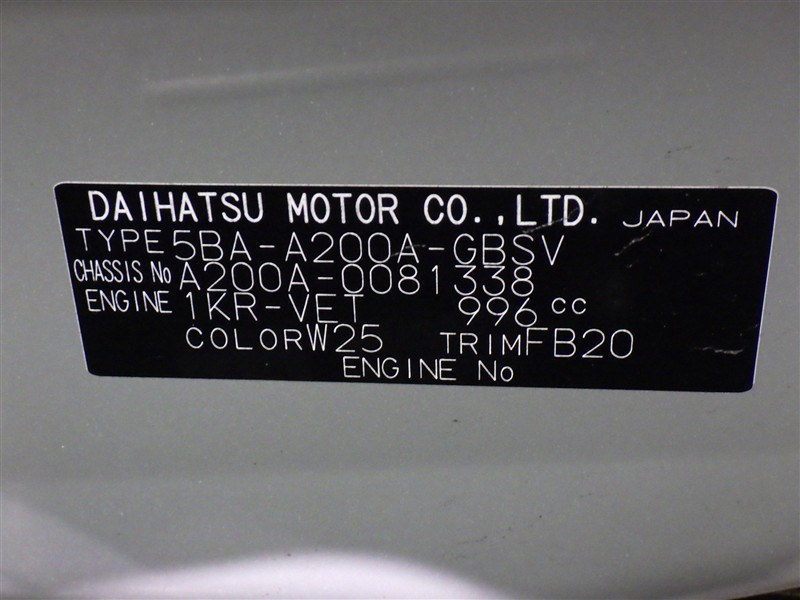 DAIHATSU MOTOR CO.,LTD. JAPAN
TYPE 5BA-A200A-GBSV
CHASSIS No A200A-0081338
ENGINE 1KR-VET 996 cc
COLOR W25 TRIM FB20
ENGINE No